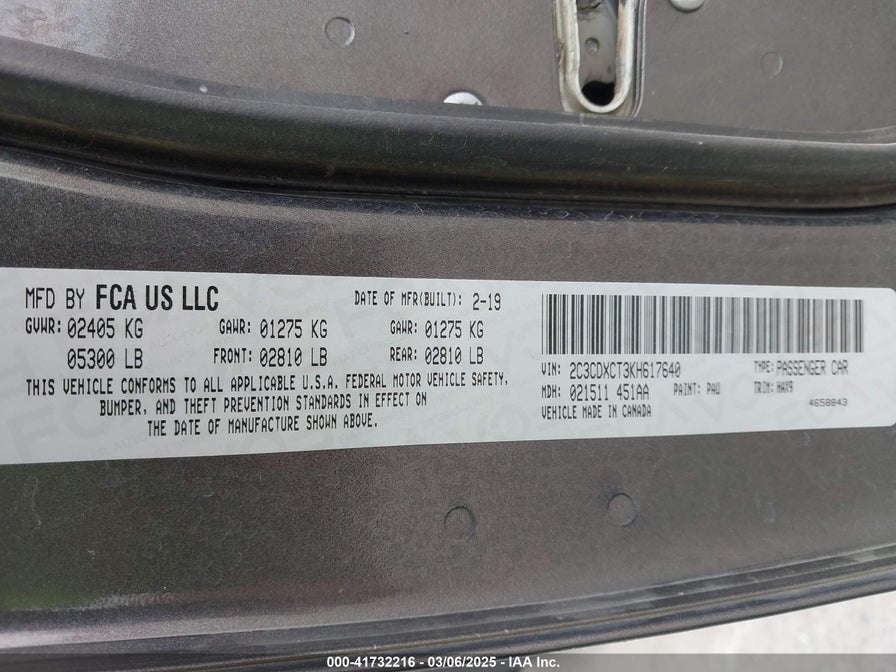 MFD BY FCA US LLC DATE OF MFR(BUILT): 2-19
GVWR: 02405 KG GAWR: 01275 KG GAWR: 01275 KG
05300 LB FRONT: 02810 LB REAR: 02810 LB
THIS VEHICLE CONFORMS TO ALL APPLICABLE U.S.A. FEDERAL MOTOR VEHICLE SAFETY,
BUMPER, AND THEFT PREVENTION STANDARDS IN EFFECT ON
THE DATE OF MANUFACTURE SHOWN ABOVE.
VIN: 2C3CDXCT3KH617640 TYPE: PASSENGER CAR
MDH: 021511 451AA PAINT: PAU TRIM: HAX9
VEHICLE MADE IN CANADA 4658843
000-41732216 - 03/06/2025 - IAA Inc.